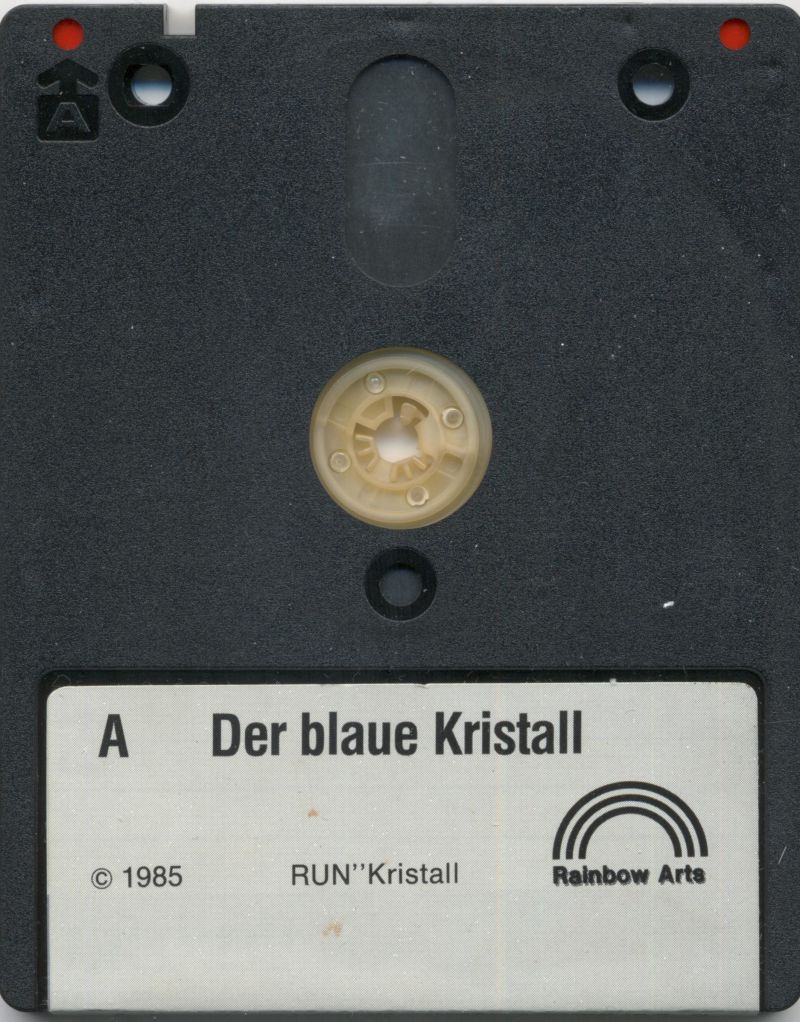 A
A Der blaue Kristall
© 1985 RUN''Kristall
Rainbow Arts